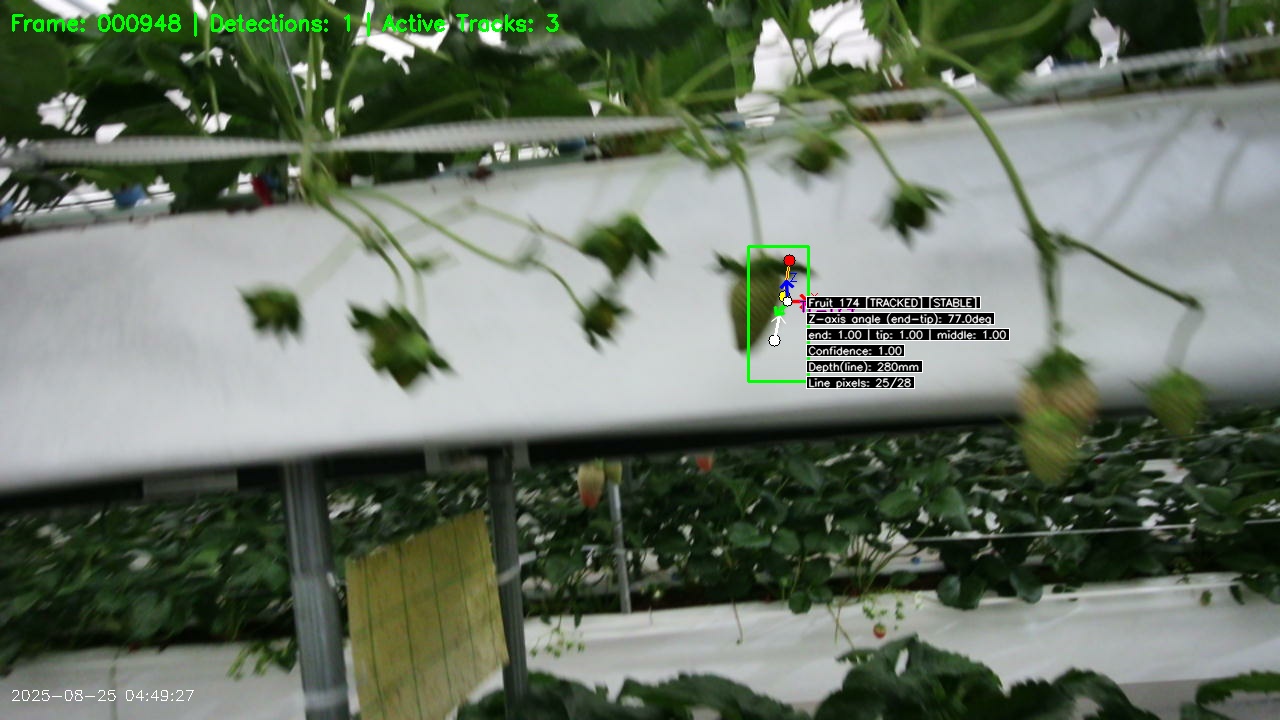 Frame: 000948 | Detections: 1 | Active Tracks: 3
Fruit 174 [TRACKED] [STABLE]
Z-axis angle (end-tip): 77.0deg
end: 1.00 | tip: 1.00 | middle: 1.00
Confidence: 1.00
Depth(line): 280mm
Line pixels: 25/28
2025-08-25 04:49:27